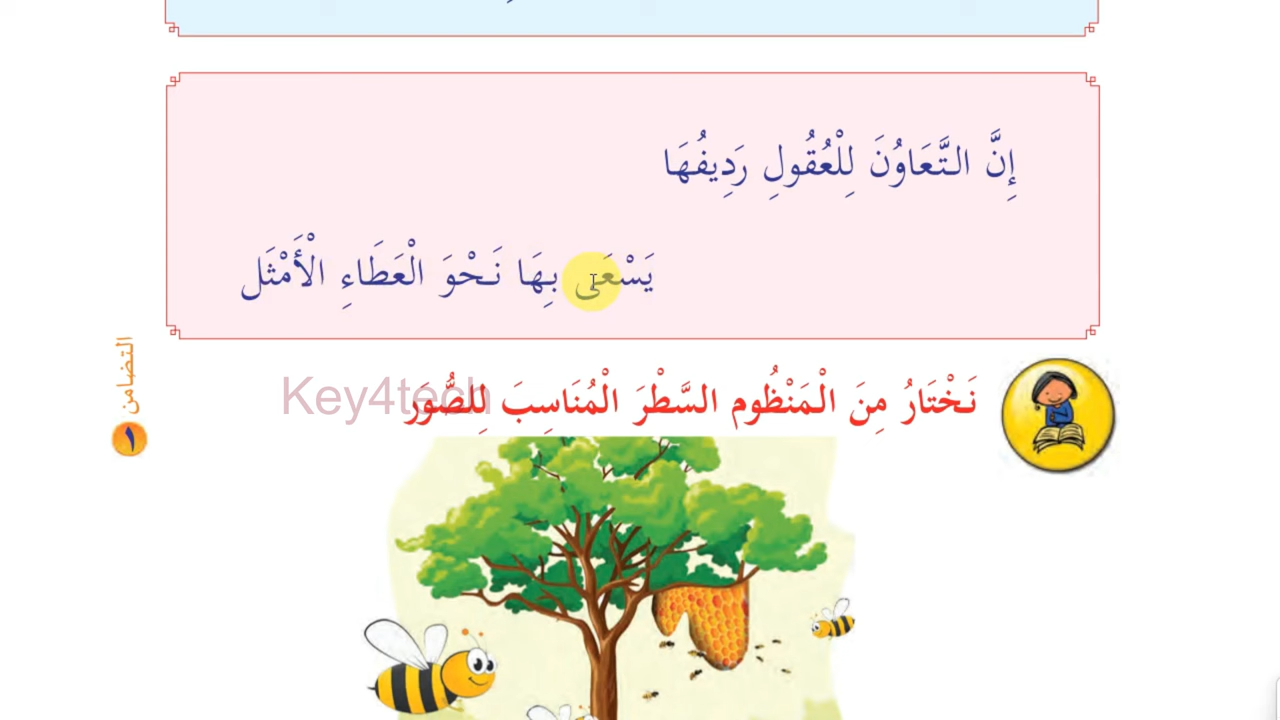 إِنَّ التَّعَاوُنَ لِلْعُقُولِ رَدِيفُهَا
يَسْعَى بِهَا نَحْوَ الْعَطَاءِ الْأَمْثَل
نَخْتَارُ مِنَ الْمَنْظُومِ السَّطْرَ الْمُنَاسِبَ لِلصُّوَر
Key4tech
التضامن
١